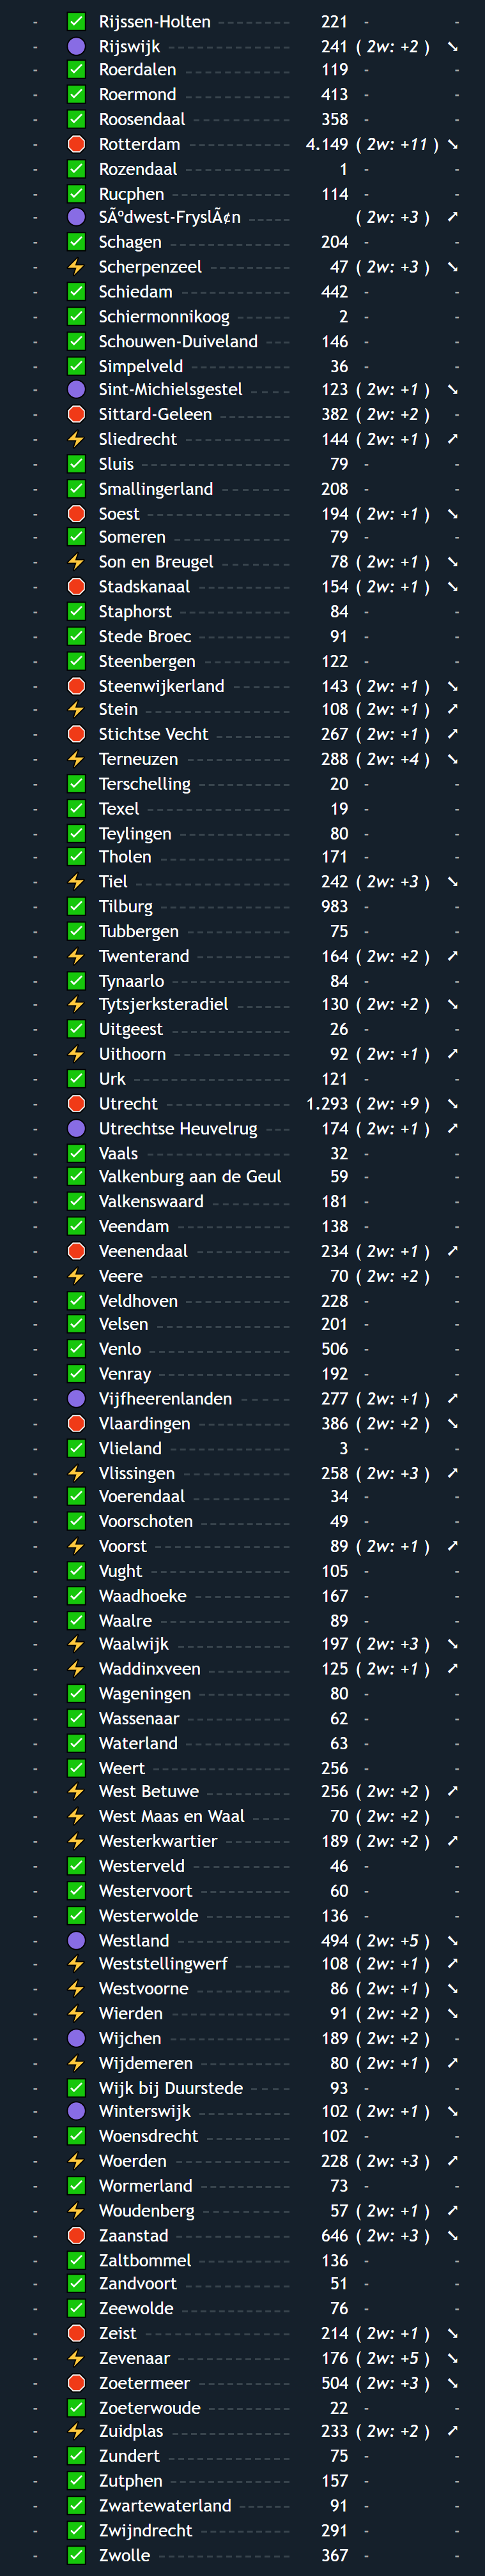 - ✅ Rijssen-Holten 221 - -
- 🟣 Rijswijk 241 ( 2w: +2 ) ➘
- ✅ Roerdalen 119 - -
- ✅ Roermond 413 - -
- ✅ Roosendaal 358 - -
- 🛑 Rotterdam 4.149 ( 2w: +11 ) ➘
- ✅ Rozendaal 1 - -
- ✅ Rucphen 114 - -
- 🟣 SÃºdwest-FryslÃ¢n ( 2w: +3 ) ➚
- ✅ Schagen 204 - -
- ⚡ Scherpenzeel 47 ( 2w: +3 ) ➘
- ✅ Schiedam 442 - -
- ✅ Schiermonnikoog 2 - -
- ✅ Schouwen-Duiveland 146 - -
- ✅ Simpelveld 36 - -
- 🟣 Sint-Michielsgestel 123 ( 2w: +1 ) ➘
- 🛑 Sittard-Geleen 382 ( 2w: +2 ) -
- ⚡ Sliedrecht 144 ( 2w: +1 ) ➚
- ✅ Sluis 79 - -
- ✅ Smallingerland 208 - -
- 🛑 Soest 194 ( 2w: +1 ) ➘
- ✅ Someren 79 - -
- ⚡ Son en Breugel 78 ( 2w: +1 ) ➘
- 🛑 Stadskanaal 154 ( 2w: +1 ) ➘
- ✅ Staphorst 84 - -
- ✅ Stede Broec 91 - -
- ✅ Steenbergen 122 - -
- 🛑 Steenwijkerland 143 ( 2w: +1 ) ➘
- ⚡ Stein 108 ( 2w: +1 ) ➚
- 🛑 Stichtse Vecht 267 ( 2w: +1 ) ➚
- ⚡ Terneuzen 288 ( 2w: +4 ) ➘
- ✅ Terschelling 20 - -
- ✅ Texel 19 - -
- ✅ Teylingen 80 - -
- ✅ Tholen 171 - -
- ⚡ Tiel 242 ( 2w: +3 ) ➘
- ✅ Tilburg 983 - -
- ✅ Tubbergen 75 - -
- ⚡ Twenterand 164 ( 2w: +2 ) ➚
- ✅ Tynaarlo 84 - -
- ⚡ Tytsjerksteradiel 130 ( 2w: +2 ) ➘
- ✅ Uitgeest 26 - -
- ⚡ Uithoorn 92 ( 2w: +1 ) ➚
- ✅ Urk 121 - -
- 🛑 Utrecht 1.293 ( 2w: +9 ) ➘
- 🟣 Utrechtse Heuvelrug 174 ( 2w: +1 ) ➚
- ✅ Vaals 32 - -
- ✅ Valkenburg aan de Geul 59 - -
- ✅ Valkenswaard 181 - -
- ✅ Veendam 138 - -
- 🛑 Veenendaal 234 ( 2w: +1 ) ➚
- ⚡ Veere 70 ( 2w: +2 ) -
- ✅ Veldhoven 228 - -
- ✅ Velsen 201 - -
- ✅ Venlo 506 - -
- ✅ Venray 192 - -
- 🟣 Vijfheerenlanden 277 ( 2w: +1 ) ➚
- 🛑 Vlaardingen 386 ( 2w: +2 ) ➘
- ✅ Vlieland 3 - -
- ⚡ Vlissingen 258 ( 2w: +3 ) ➚
- ✅ Voerendaal 34 - -
- ✅ Voorschoten 49 - -
- ⚡ Voorst 89 ( 2w: +1 ) ➚
- ✅ Vught 105 - -
- ✅ Waadhoeke 167 - -
- ✅ Waalre 89 - -
- ⚡ Waalwijk 197 ( 2w: +3 ) ➘
- ⚡ Waddinxveen 125 ( 2w: +1 ) ➚
- ✅ Wageningen 80 - -
- ✅ Wassenaar 62 - -
- ✅ Waterland 63 - -
- ✅ Weert 256 - -
- ⚡ West Betuwe 256 ( 2w: +2 ) ➚
- ⚡ West Maas en Waal 70 ( 2w: +2 ) -
- ⚡ Westerkwartier 189 ( 2w: +2 ) ➚
- ✅ Westerveld 46 - -
- ✅ Westervoort 60 - -
- ✅ Westerwolde 136 - -
- 🟣 Westland 494 ( 2w: +5 ) ➘
- ⚡ Weststellingwerf 108 ( 2w: +1 ) ➚
- ⚡ Westvoorne 86 ( 2w: +1 ) ➘
- ⚡ Wierden 91 ( 2w: +2 ) ➘
- 🟣 Wijchen 189 ( 2w: +2 ) -
- ⚡ Wijdemeren 80 ( 2w: +1 ) ➚
- ✅ Wijk bij Duurstede 93 - -
- 🟣 Winterswijk 102 ( 2w: +1 ) ➘
- ✅ Woensdrecht 102 - -
- ⚡ Woerden 228 ( 2w: +3 ) ➚
- ✅ Wormerland 73 - -
- ⚡ Woudenberg 57 ( 2w: +1 ) ➚
- 🛑 Zaanstad 646 ( 2w: +3 ) ➘
- ✅ Zaltbommel 136 - -
- ✅ Zandvoort 51 - -
- ✅ Zeewolde 76 - -
- 🛑 Zeist 214 ( 2w: +1 ) ➘
- ⚡ Zevenaar 176 ( 2w: +5 ) ➘
- 🛑 Zoetermeer 504 ( 2w: +3 ) ➘
- ✅ Zoeterwoude 22 - -
- ⚡ Zuidplas 233 ( 2w: +2 ) ➚
- ✅ Zundert 75 - -
- ✅ Zutphen 157 - -
- ✅ Zwartewaterland 91 - -
- ✅ Zwijndrecht 291 - -
- ✅ Zwolle 367 - -